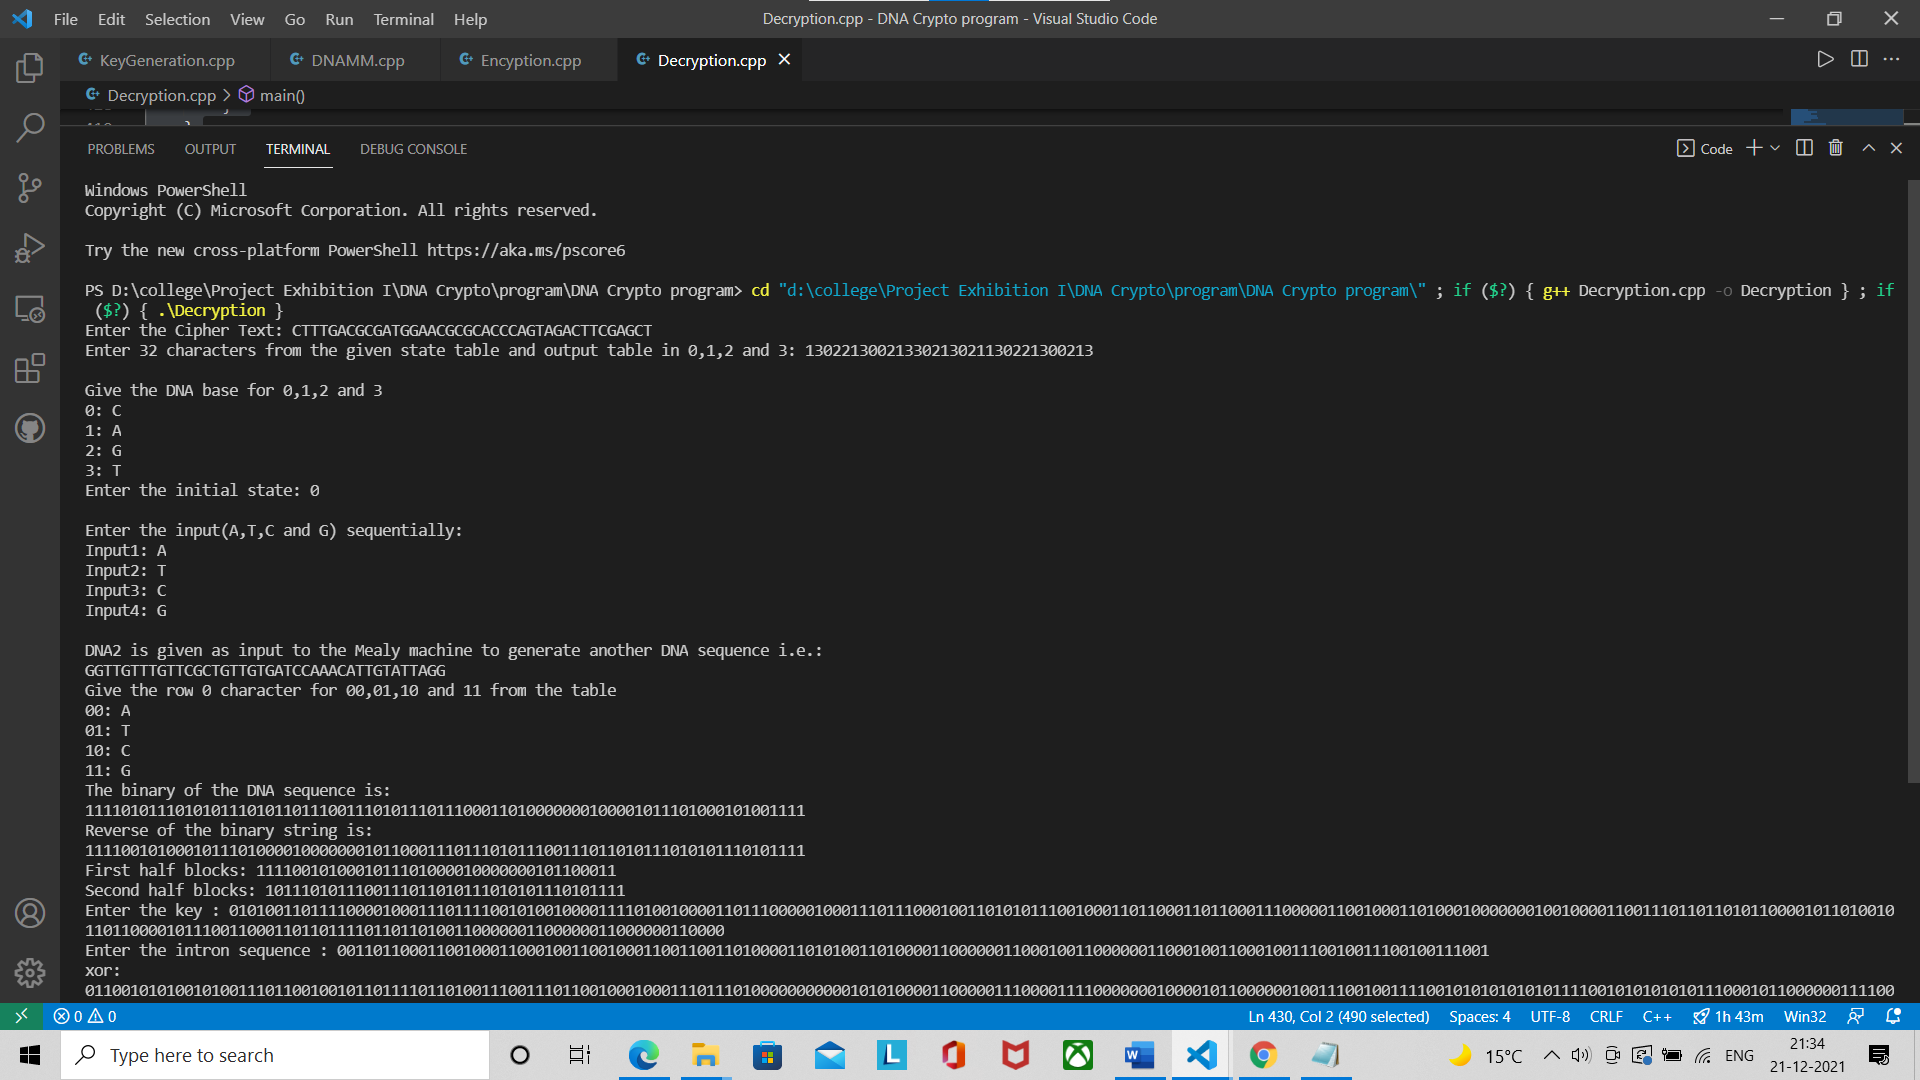 File Edit Selection View Go Run Terminal Help
Decryption.cpp - DNA Crypto program - Visual Studio Code
KeyGeneration.cpp DNAMM.cpp Encyption.cpp Decryption.cpp
Decryption.cpp > main()
PROBLEMS OUTPUT TERMINAL DEBUG CONSOLE
Code
Windows PowerShell
Copyright (C) Microsoft Corporation. All rights reserved.
Try the new cross-platform PowerShell https://aka.ms/pscore6
PS D:\college\Project Exhibition I\DNA Crypto\program\DNA Crypto program> cd "d:\college\Project Exhibition I\DNA Crypto\program\DNA Crypto program\" ; if ($?) { g++ Decryption.cpp -o Decryption } ; if
($?) { .\Decryption }
Enter the Cipher Text: CTTTGACGCGATGGAACGCGCACCCAGTAGACTTCGAGCT
Enter 32 characters from the given state table and output table in 0,1,2 and 3: 13022130021330213021130221300213
Give the DNA base for 0,1,2 and 3
0: C
1: A
2: G
3: T
Enter the initial state: 0
Enter the input(A,T,C and G) sequentially:
Input1: A
Input2: T
Input3: C
Input4: G
DNA2 is given as input to the Mealy machine to generate another DNA sequence i.e.:
GGTTGTTTGTTCGCTGTTGTGATCCAAACATTGTATTAGG
Give the row 0 character for 00,01,10 and 11 from the table
00: A
01: T
10: C
11: G
The binary of the DNA sequence is:
11110101110101011101011011100111010111011100011010000000100001011101000101001111
Reverse of the binary string is:
11110010100010111010000100000001011000111011101011100111011010111010101110101111
First half blocks: 1111001010001011101000010000000101100011
Second half blocks: 1011101011100111011010111010101110101111
Enter the key :
Enter the intron sequence :
xor:
0 0
Ln 430, Col 2 (490 selected) Spaces: 4 UTF-8 CRLF C++ 1h 43m Win32
Type here to search
15°C ENG
21:34
21-12-2021